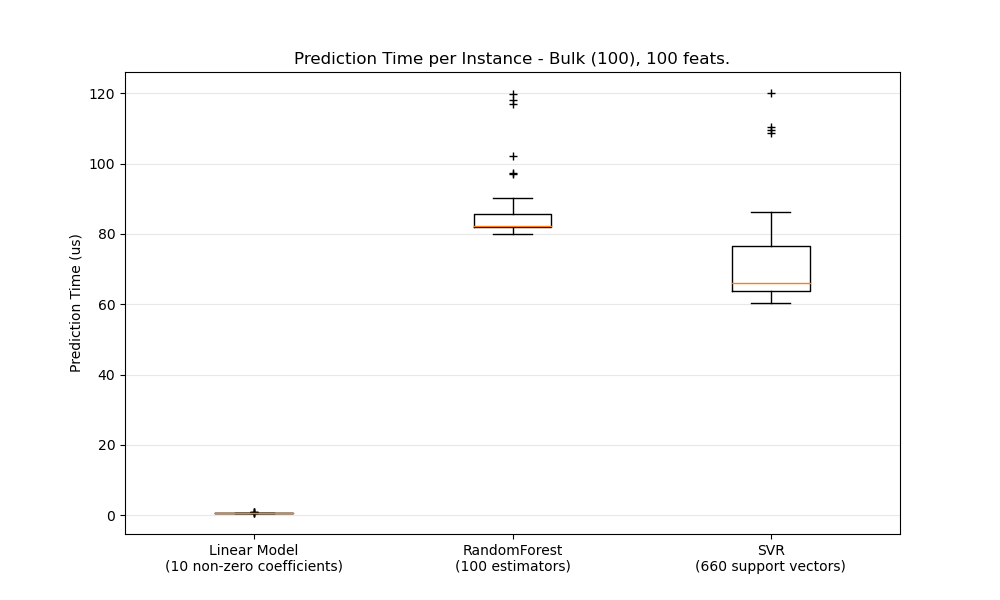 Prediction Time per Instance - Bulk (100), 100 feats.
Prediction Time (us)
120
100
80
60
40
20
0
Linear Model
(10 non-zero coefficients)
RandomForest
(100 estimators)
SVR
(660 support vectors)